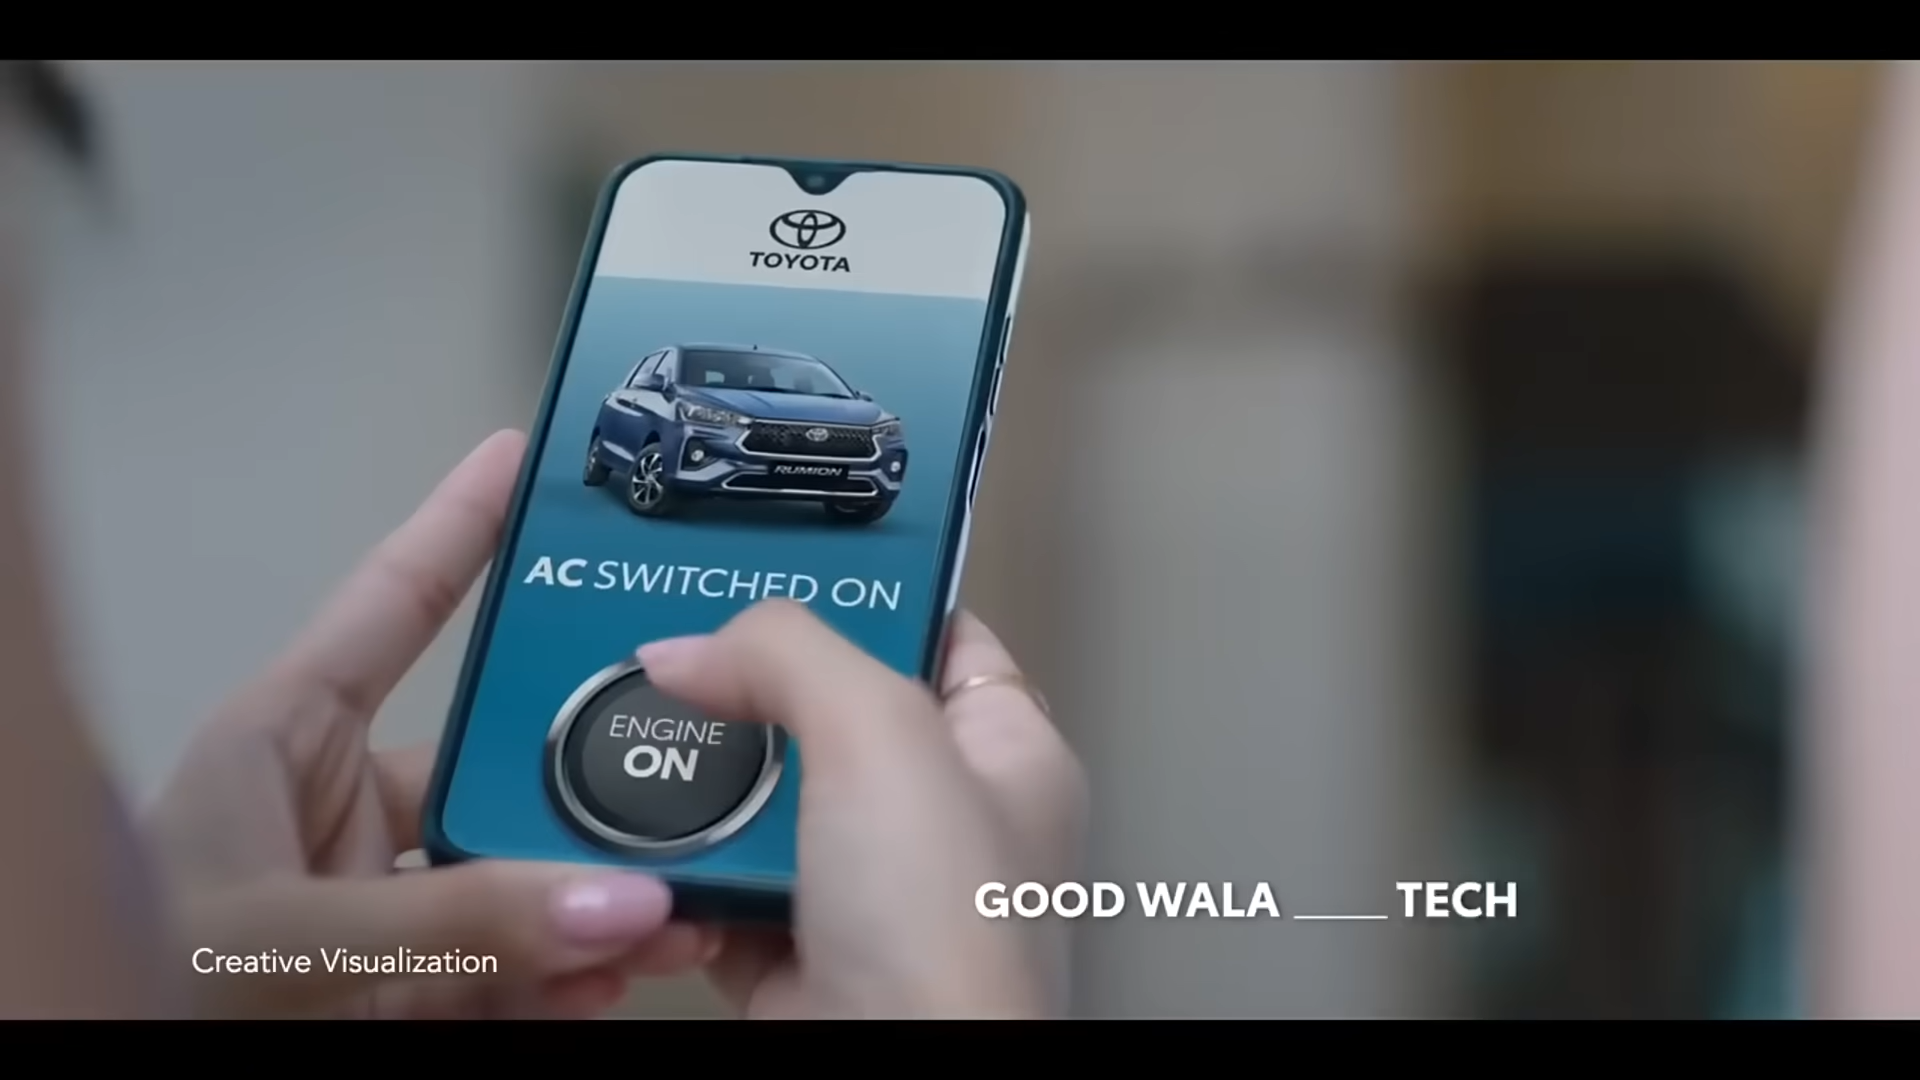 TOYOTA
RUMION
AC SWITCHED ON
ENGINE
ON
GOOD WALA ____ TECH
Creative Visualization